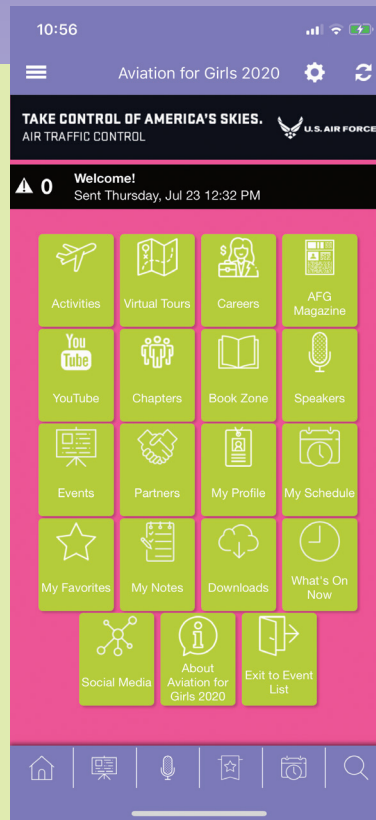 10:56
Aviation for Girls 2020
TAKE CONTROL OF AMERICA'S SKIES.
AIR TRAFFIC CONTROL
U.S. AIR FORCE
0
Welcome!
Sent Thursday, Jul 23 12:32 PM
Activities
Virtual Tours
$
Careers
AFG
Magazine
You
Tube
YouTube
Chapters
Book Zone
Speakers
Events
Partners
My Profile
My Schedule
My Favorites
My Notes
Downloads
What's On
Now
Social Media
i
About
Aviation for
Girls 2020
Exit to Event
List